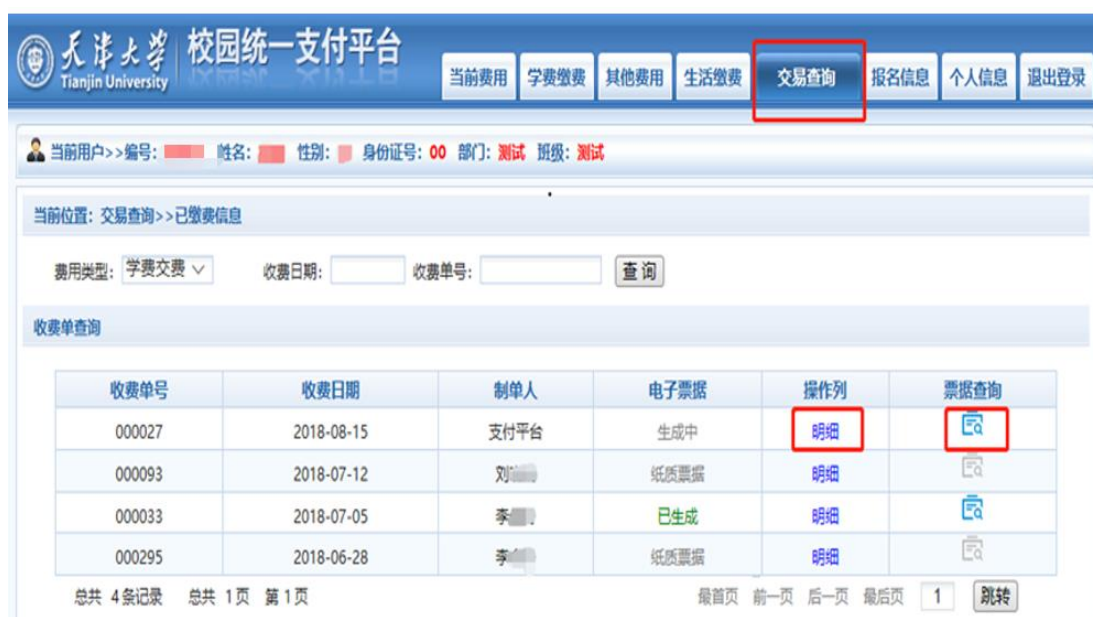 天津大学 校园统一支付平台
Tianjin University
当前费用 学费缴费 其他费用 生活缴费 交易查询 报名信息 个人信息 退出登录
当前用户>>编号: 姓名: 性别: 身份证号: 00 部门: 测试 班级: 测试
当前位置: 交易查询>>已缴费信息
费用类型: 学费交费 收费日期: 收费单号: 查询
收费单查询
收费单号 收费日期 制单人 电子票据 操作列 票据查询
000027 2018-08-15 支付平台 生成中 明细
000093 2018-07-12 刘 纸质票据 明细
000033 2018-07-05 李 已生成 明细
000295 2018-06-28 李 纸质票据 明细
总共 4条记录 总共 1页 第1页 最首页 前一页 后一页 最后页 1 跳转